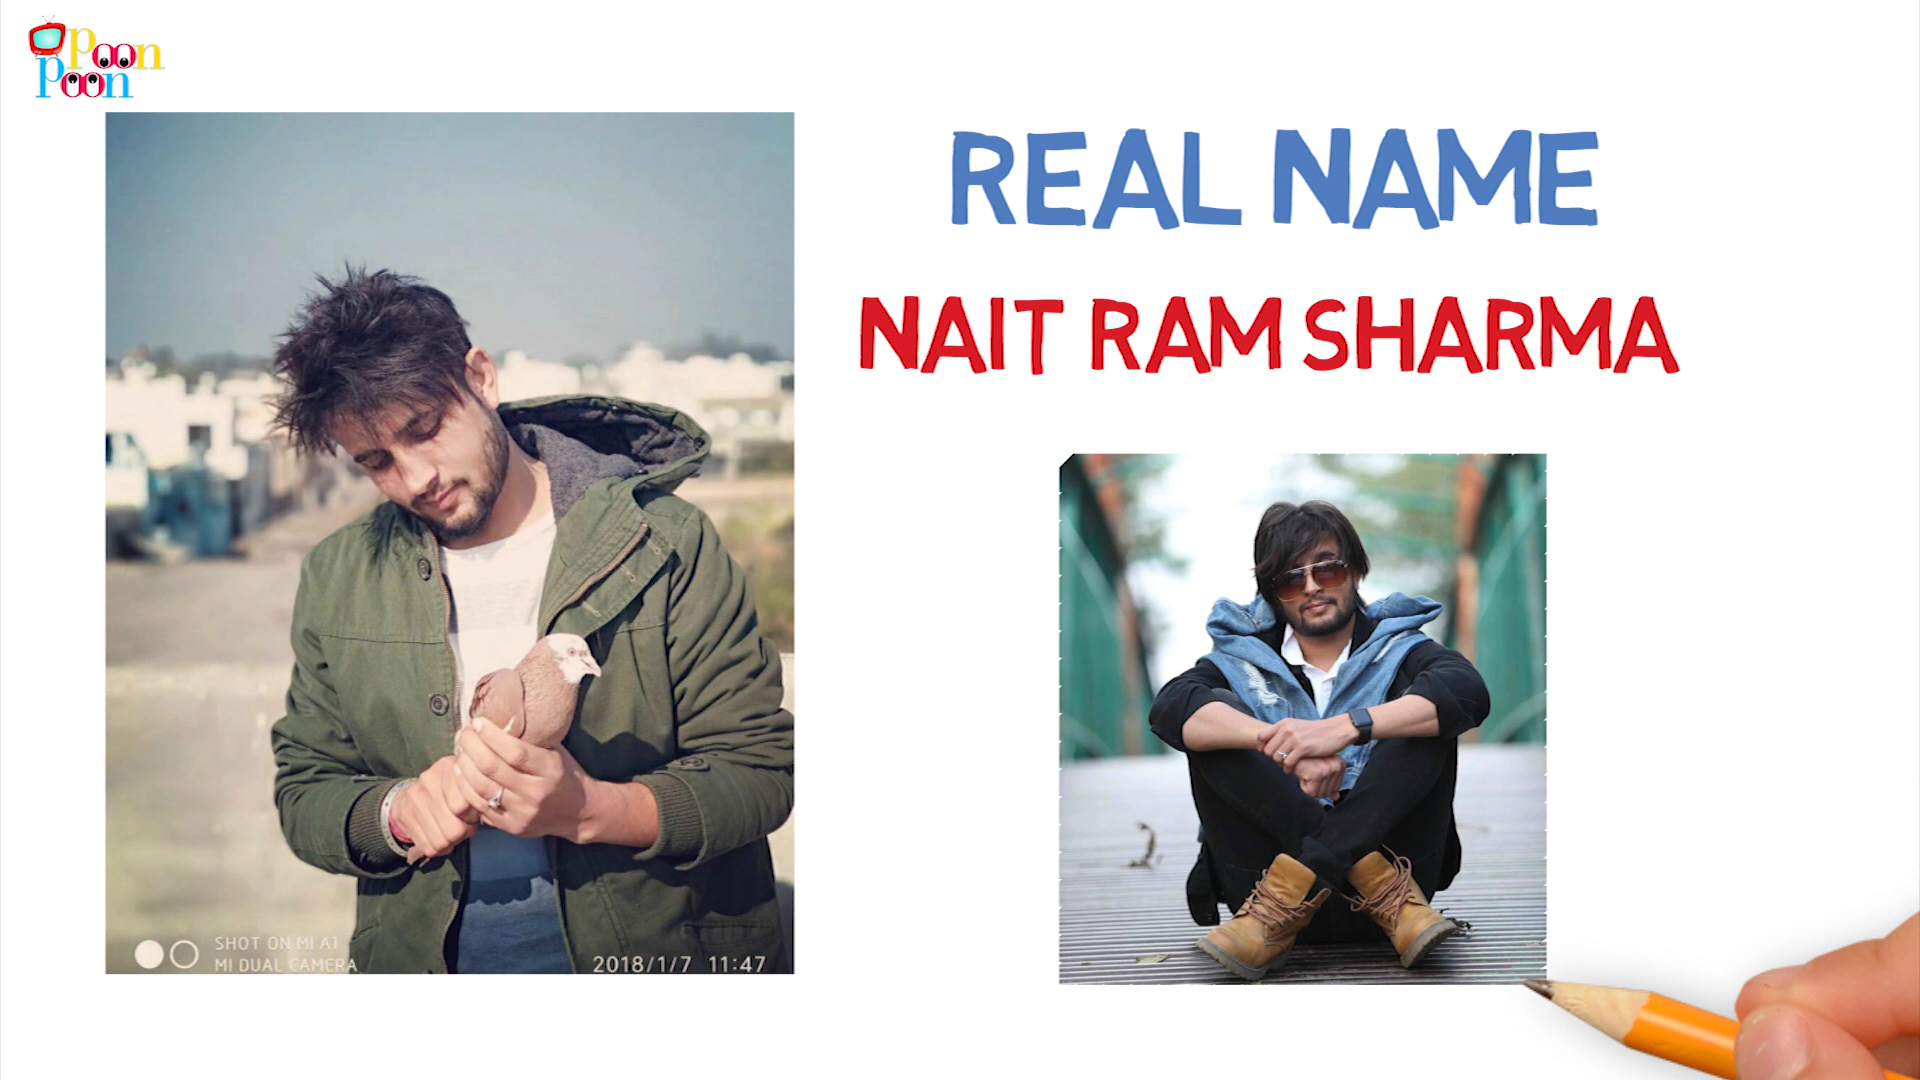 poon
poon
REAL NAME
NAIT RAM SHARMA
SHOT ON MI A1
MI DUAL CAMERA
2018/1/7 11:47